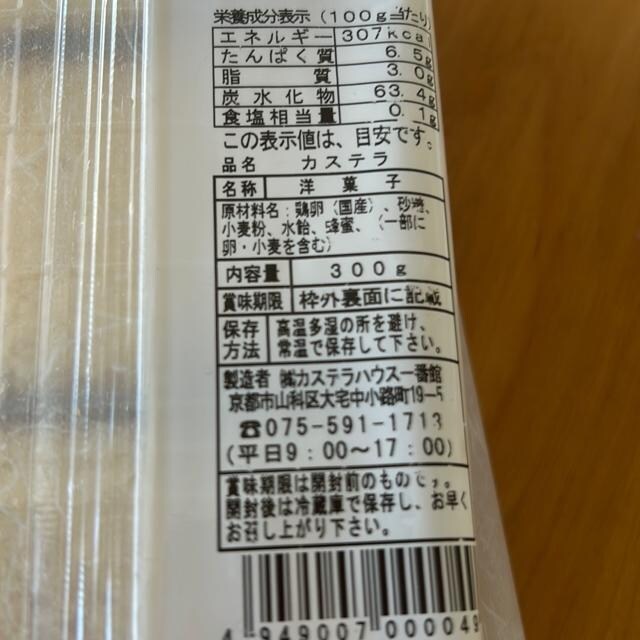 栄養成分表示（100g当たり）
エネルギー 307kcal
たんぱく質 6.5g
脂質 3.0g
炭水化物 63.4g
食塩相当量 0.1g
この表示値は、目安です。
品名 カステラ
名称 洋菓子
原材料名：鶏卵（国産）、砂糖、
小麦粉、水飴、蜂蜜、（一部に
卵・小麦を含む）
内容量 300g
賞味期限 枠外裏面に記載
保存方法 高温多湿の所を避け、
常温で保存して下さい。
製造者 ㈱カステラハウス一番館
京都市山科区大宅中小路町19−5
☎075-591-1713
（平日9：00〜17：00）
賞味期限は開封前のものです。
開封後は冷蔵庫で保存し、お早く
お召し上がり下さい。
4 949007 000049